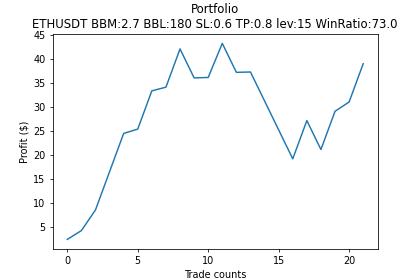 Portfolio
ETHUSDT BBM:2.7 BBL:180 SL:0.6 TP:0.8 lev:15 WinRatio:73.0
45
40
35
30
25
20
15
10
5
Profit ($)
0 5 10 15 20
Trade counts